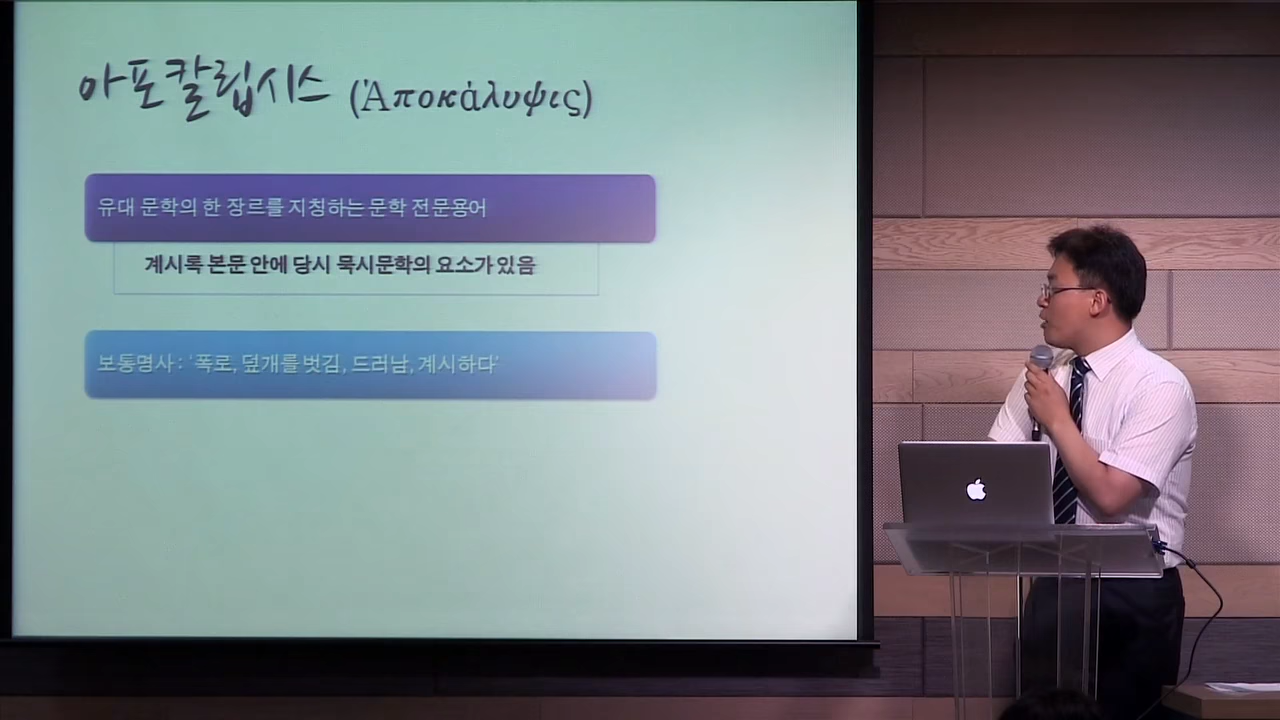 아포칼립시스 (Ἀποκάλυψις)
유대 문학의 한 장르를 지칭하는 문학 전문용어
계시록 본문 안에 당시 묵시문학의 요소가 있음
보통명사 : ‘폭로, 덮개를 벗김, 드러남, 계시하다’